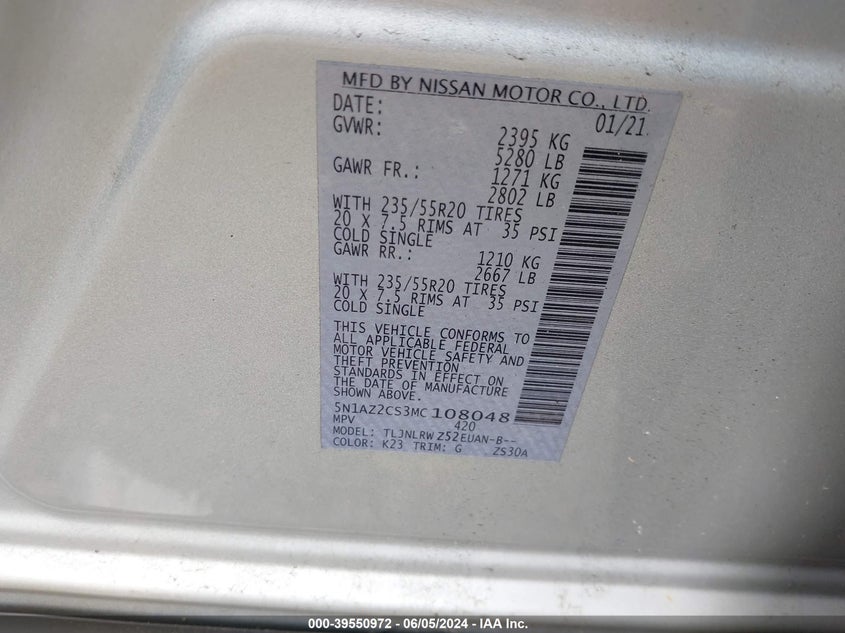 MFD BY NISSAN MOTOR CO., LTD.
DATE: 01/21
GVWR: 2395 KG
5280 LB
GAWR FR.: 1271 KG
2802 LB
WITH 235/55R20 TIRES
20 X 7.5 RIMS AT 35 PSI
COLD SINGLE
GAWR RR.: 1210 KG
2667 LB
WITH 235/55R20 TIRES
20 X 7.5 RIMS AT 35 PSI
COLD SINGLE
THIS VEHICLE CONFORMS TO
ALL APPLICABLE FEDERAL
MOTOR VEHICLE SAFETY AND
THEFT PREVENTION
STANDARDS IN EFFECT ON
THE DATE OF MANUFACTURE
SHOWN ABOVE.
5N1AZ2CS3MC108048
MPV 420
MODEL: TLJNLRW Z52EUAN-B--
COLOR: K23 TRIM: G ZS30A
000-39550972 - 06/05/2024 - IAA Inc.